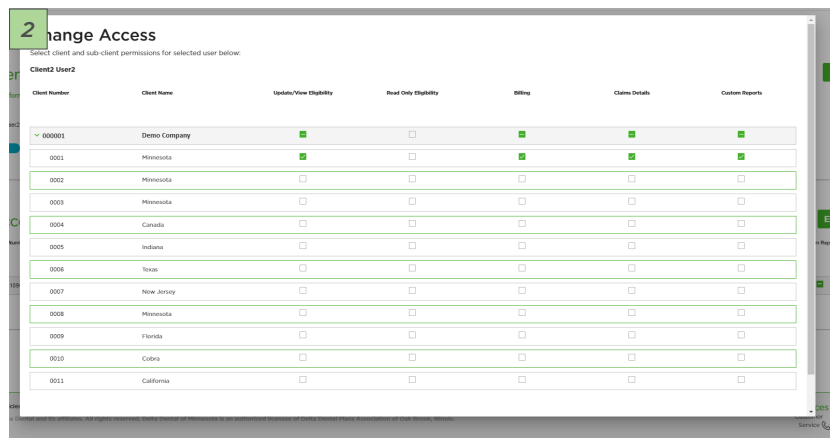 2
hange Access
Select client and sub-client permissions for selected user below:
Client2 User2
Client Number Client Name Update/View Eligibility Read Only Eligibility Billing Claims Details Custom Reports
000001 Demo Company
0001 Minnesota
0002 Minnesota
0003 Minnesota
0004 Canada
0005 Indiana
0006 Texas
0007 New Jersey
0008 Minnesota
0009 Florida
0010 Cobra
0011 California
Dental and its affiliates. All rights reserved. Delta Dental of Minnesota is an authorized licensee of Delta Dental Plans Association of Oak Brook, Illinois.
Service